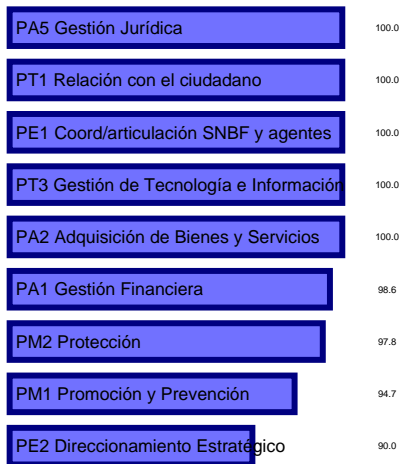 PA5 Gestión Jurídica 100.0
PT1 Relación con el ciudadano 100.0
PE1 Coord/articulación SNBF y agentes 100.0
PT3 Gestión de Tecnología e Información 100.0
PA2 Adquisición de Bienes y Servicios 100.0
PA1 Gestión Financiera 98.6
PM2 Protección 97.8
PM1 Promoción y Prevención 94.7
PE2 Direccionamiento Estratégico 90.0